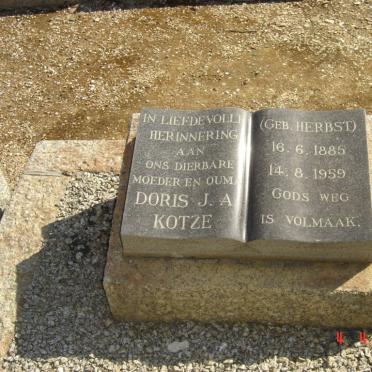 IN LIEFDEVOLLE
HERINNERING
AAN
ONS DIERBARE
MOEDER EN OUMA
DORIS J. A.
KOTZE
(GEB. HERBST)
16. 6. 1885
14. 8. 1959.
GODS WEG
IS VOLMAAK.